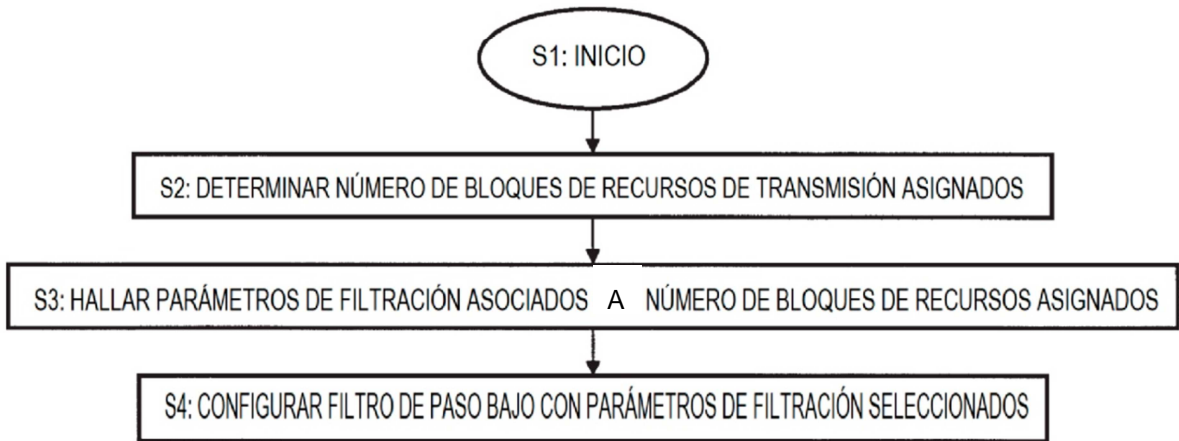 S1: INICIO
S2: DETERMINAR NÚMERO DE BLOQUES DE RECURSOS DE TRANSMISIÓN ASIGNADOS
S3: HALLAR PARÁMETROS DE FILTRACIÓN ASOCIADOS A NÚMERO DE BLOQUES DE RECURSOS ASIGNADOS
S4: CONFIGURAR FILTRO DE PASO BAJO CON PARÁMETROS DE FILTRACIÓN SELECCIONADOS